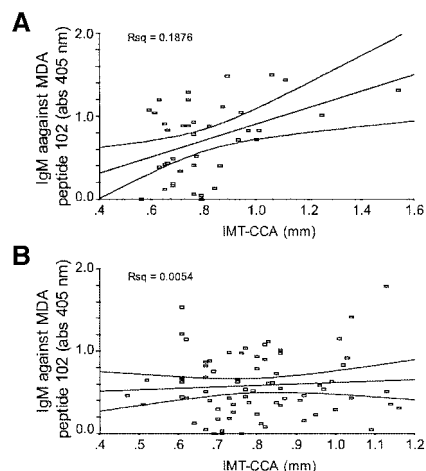 A
Rsq = 0.1876
IgM aagainst MDA
peptide 102 (abs 405 nm)
2.0
1.0
0.0
.4 .6 .8 1.0 1.2 1.4 1.6
IMT-CCA (mm)
B
Rsq = 0.0054
IgM against MDA
peptide 102 (abs 405 nm)
2.0
1.0
0.0
.4 .5 .6 .7 .8 .9 1.0 1.1 1.2
IMT-CCA (mm)